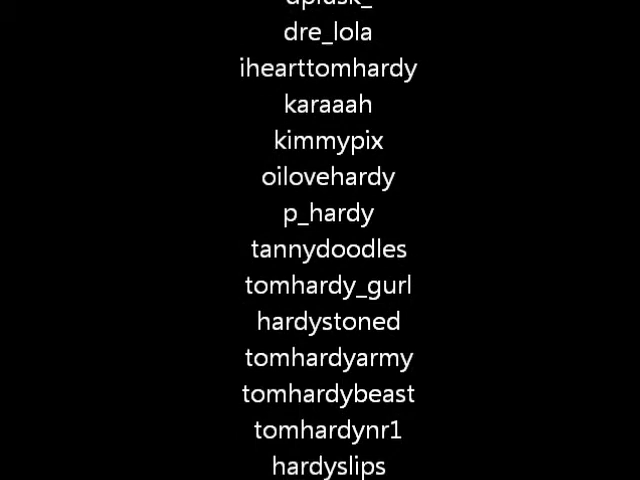 dre_lola
ihearttomhardy
karaaah
kimmypix
oilovehardy
p_hardy
tannydoodles
tomhardy_gurl
hardystoned
tomhardyarmy
tomhardybeast
tomhardynr1
hardyslips